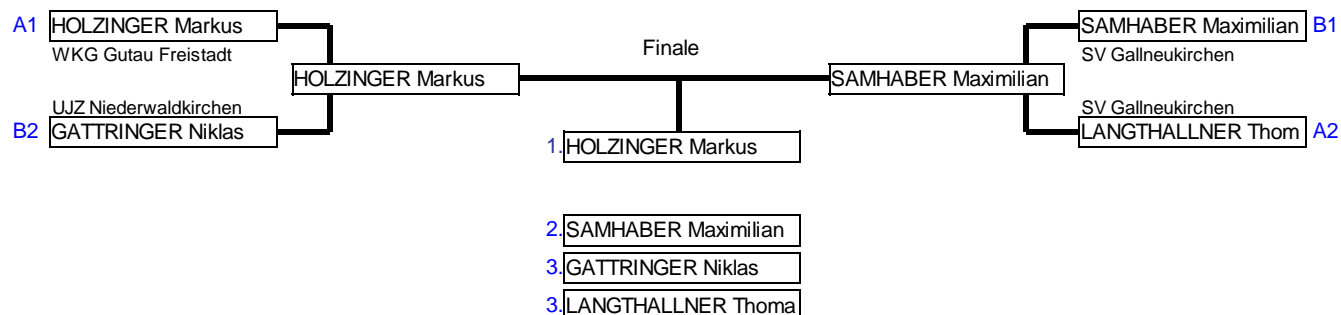 A1 HOLZINGER Markus
WKG Gutau Freistadt
HOLZINGER Markus
UJZ Niederwaldkirchen
B2 GATTRINGER Niklas
Finale
SAMHABER Maximilian B1
SV Gallneukirchen
SAMHABER Maximilian
SV Gallneukirchen
LANGTHALLNER Thom A2
1. HOLZINGER Markus
2. SAMHABER Maximilian
3. GATTRINGER Niklas
3. LANGTHALLNER Thoma